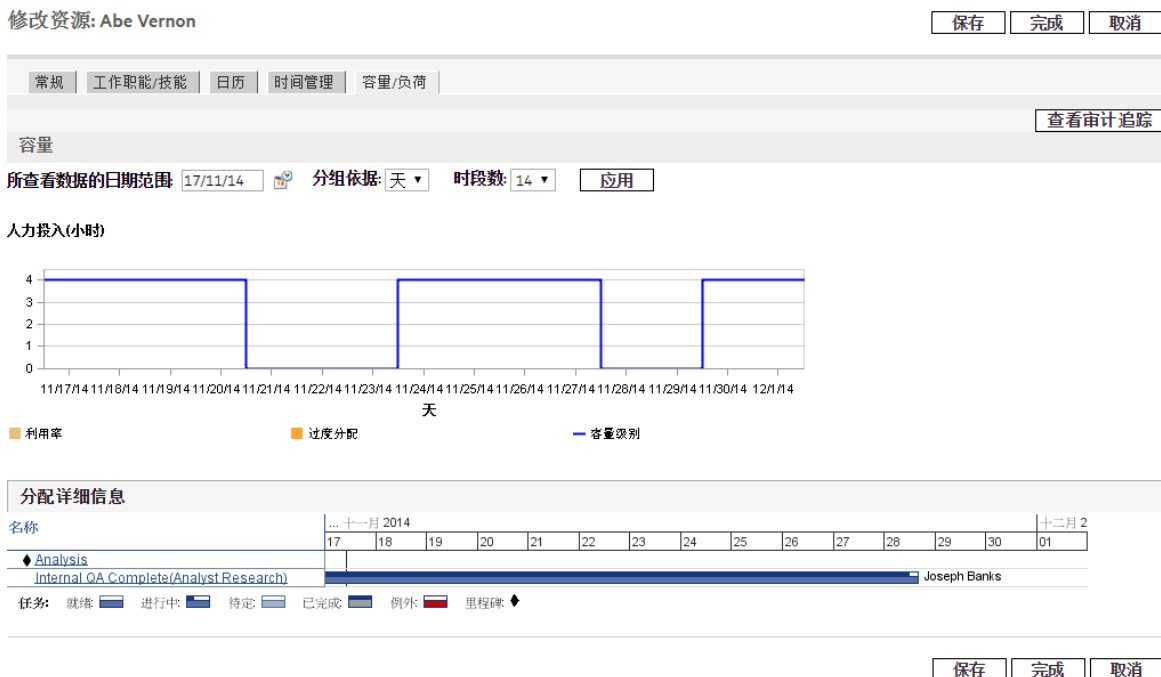 修改资源: Abe Vernon
保存 完成 取消
常规 工作职能/技能 日历 时间管理 容量/负荷
查看审计追踪
容量
所查看数据的日期范围: 17/11/14 分组依据: 天 时段数: 14 应用
人力投入(小时)
4
3
2
1
0
11/17/14 11/18/14 11/19/14 11/20/14 11/21/14 11/22/14 11/23/14 11/24/14 11/25/14 11/26/14 11/27/14 11/28/14 11/29/14 11/30/14 12/1/14
天
利用率 过度分配 容量级别
分配详细信息
名称 ... 十一月 2014 十二月 2
17 18 19 20 21 22 23 24 25 26 27 28 29 30 01
Analysis
Internal QA Complete(Analyst Research) Joseph Banks
任务: 就绪: 进行中: 待定: 已完成: 例外: 里程碑:
保存 完成 取消